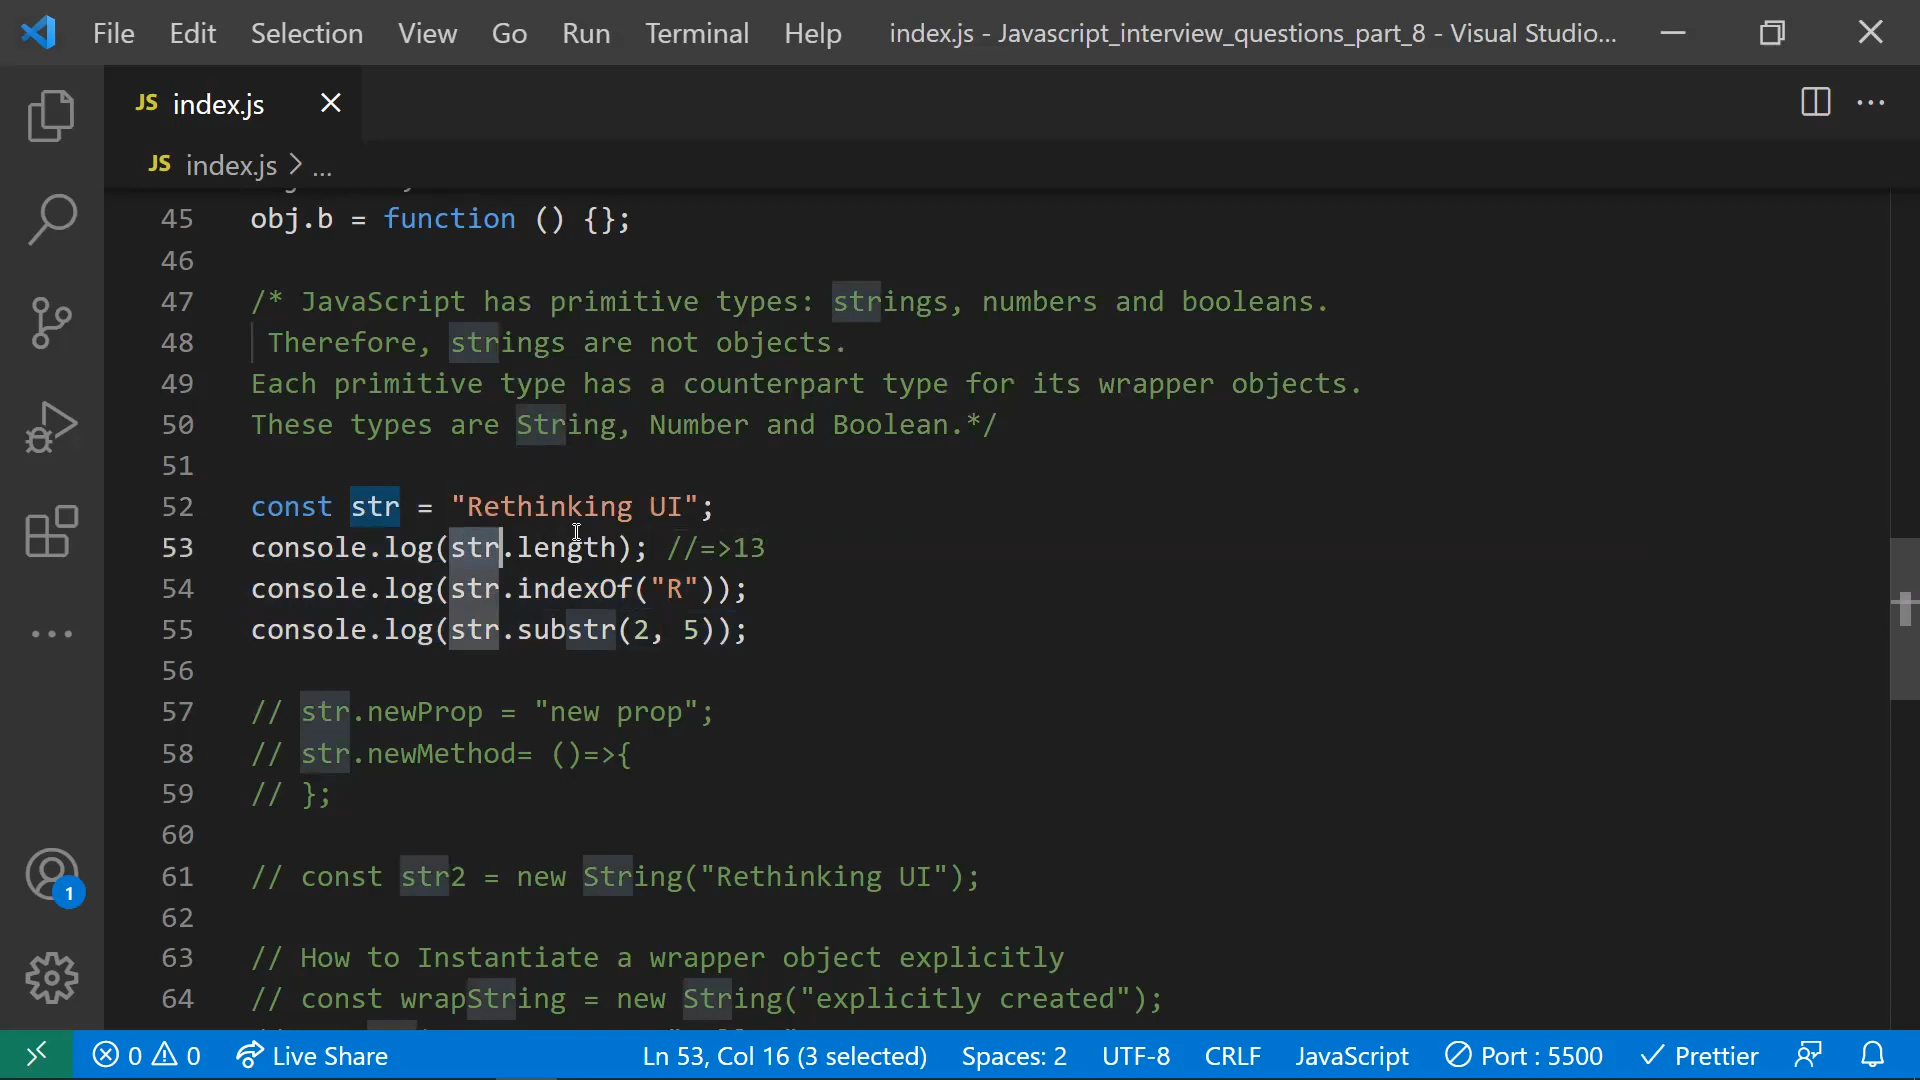 File Edit Selection View Go Run Terminal Help index.js - Javascript_interview_questions_part_8 - Visual Studio...
JS index.js
JS index.js > ...
45 obj.b = function () {};
46
47 /* JavaScript has primitive types: strings, numbers and booleans.
48 Therefore, strings are not objects.
49 Each primitive type has a counterpart type for its wrapper objects.
50 These types are String, Number and Boolean.*/
51
52 const str = "Rethinking UI";
53 console.log(str.length); //=>13
54 console.log(str.indexOf("R"));
55 console.log(str.substr(2, 5));
56
57 // str.newProp = "new prop";
58 // str.newMethod= ()=>{
59 // };
60
61 // const str2 = new String("Rethinking UI");
62
63 // How to Instantiate a wrapper object explicitly
64 // const wrapString = new String("explicitly created");
1
0 0 Live Share Ln 53, Col 16 (3 selected) Spaces: 2 UTF-8 CRLF JavaScript Port : 5500 Prettier